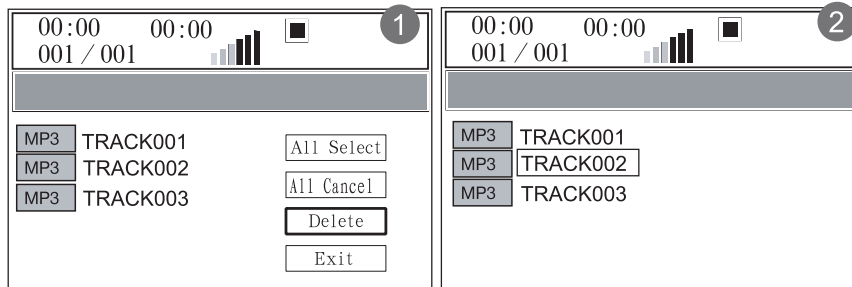 00:00 00:00 1
001 / 001
MP3 TRACK001
MP3 TRACK002
MP3 TRACK003
All Select
All Cancel
Delete
Exit
00:00 00:00 2
001 / 001
MP3 TRACK001
MP3 TRACK002
MP3 TRACK003